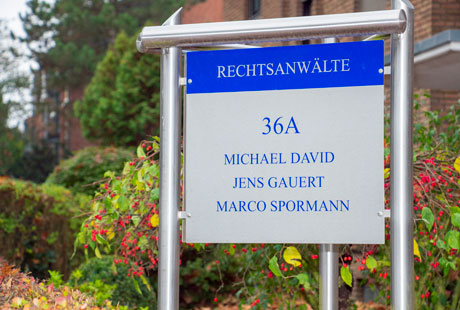 RECHTSANWÄLTE
36A
MICHAEL DAVID
JENS GAUERT
MARCO SPORMANN